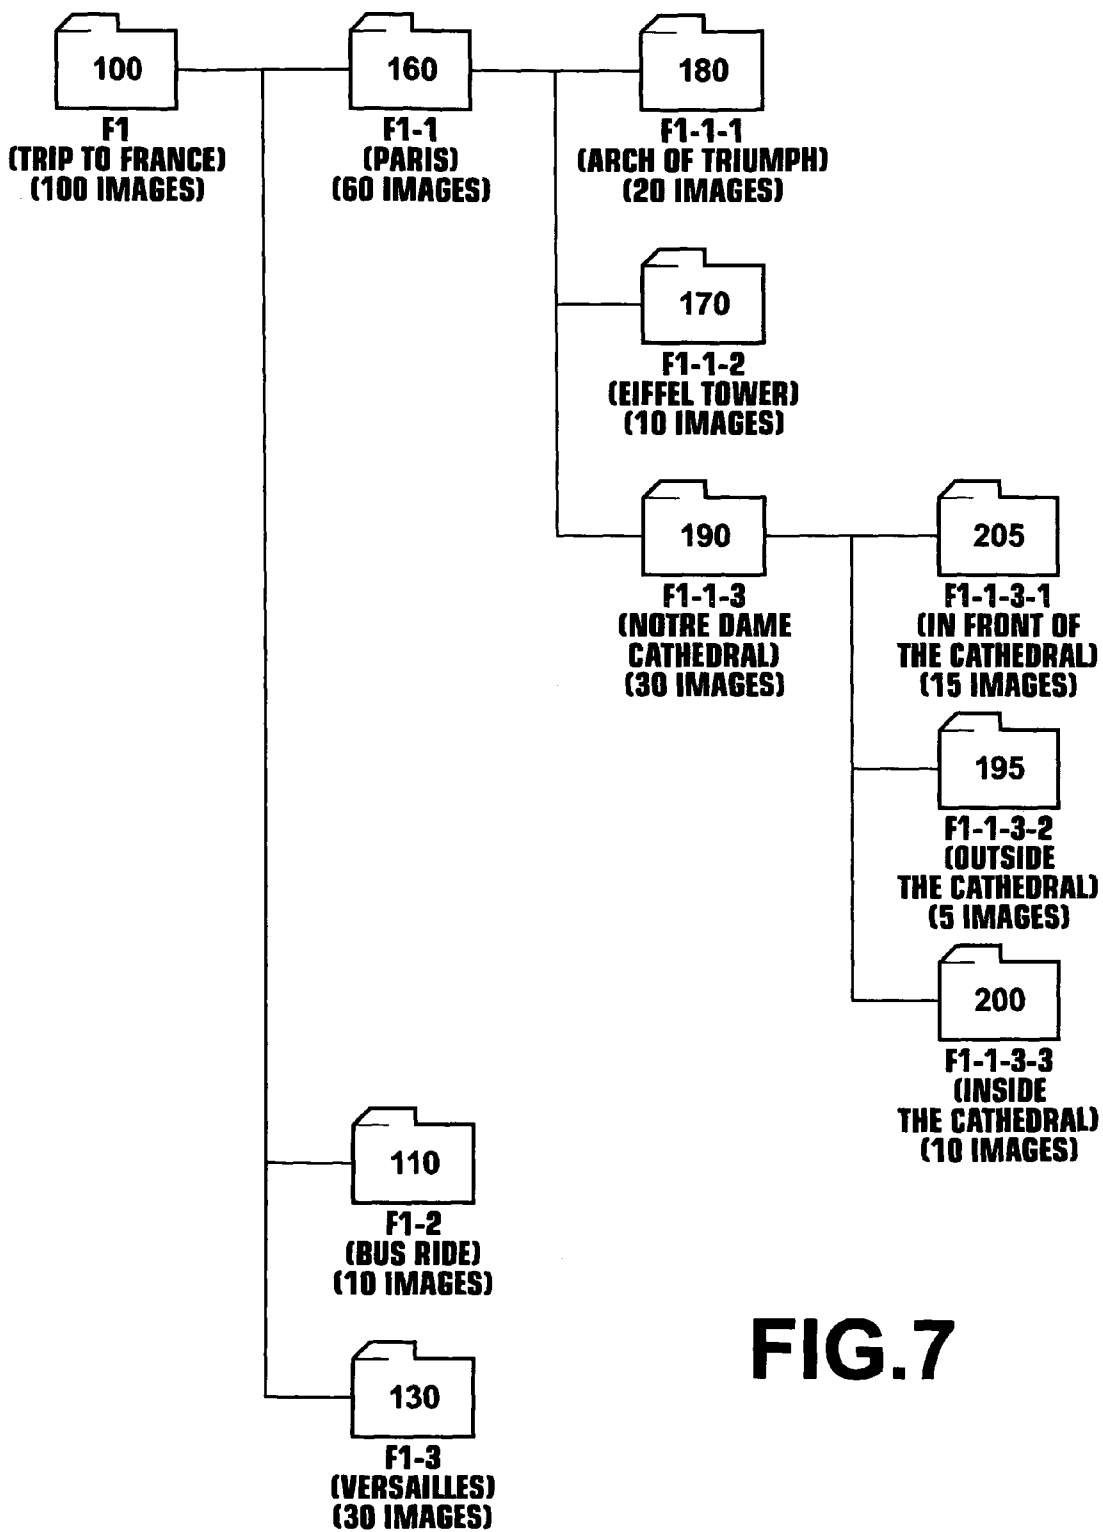 100
F1
(TRIP TO FRANCE)
(100 IMAGES)
160
F1-1
(PARIS)
(60 IMAGES)
180
F1-1-1
(ARCH OF TRIUMPH)
(20 IMAGES)
170
F1-1-2
(EIFFEL TOWER)
(10 IMAGES)
190
F1-1-3
(NOTRE DAME
CATHEDRAL)
(30 IMAGES)
205
F1-1-3-1
(IN FRONT OF
THE CATHEDRAL)
(15 IMAGES)
195
F1-1-3-2
(OUTSIDE
THE CATHEDRAL)
(5 IMAGES)
200
F1-1-3-3
(INSIDE
THE CATHEDRAL)
(10 IMAGES)
110
F1-2
(BUS RIDE)
(10 IMAGES)
130
F1-3
(VERSAILLES)
(30 IMAGES)
FIG.7